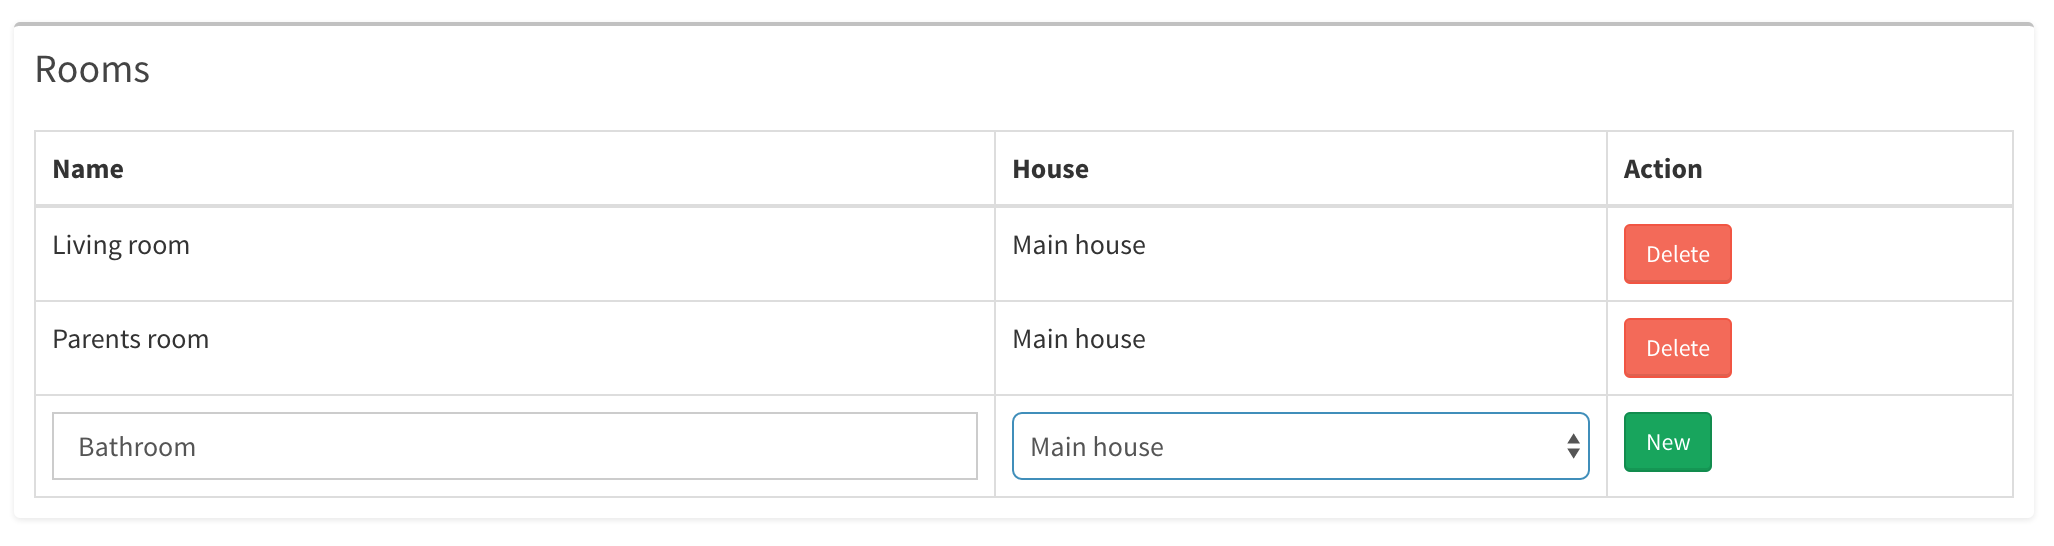 Rooms
Name House Action
Living room Main house Delete
Parents room Main house Delete
Bathroom Main house New